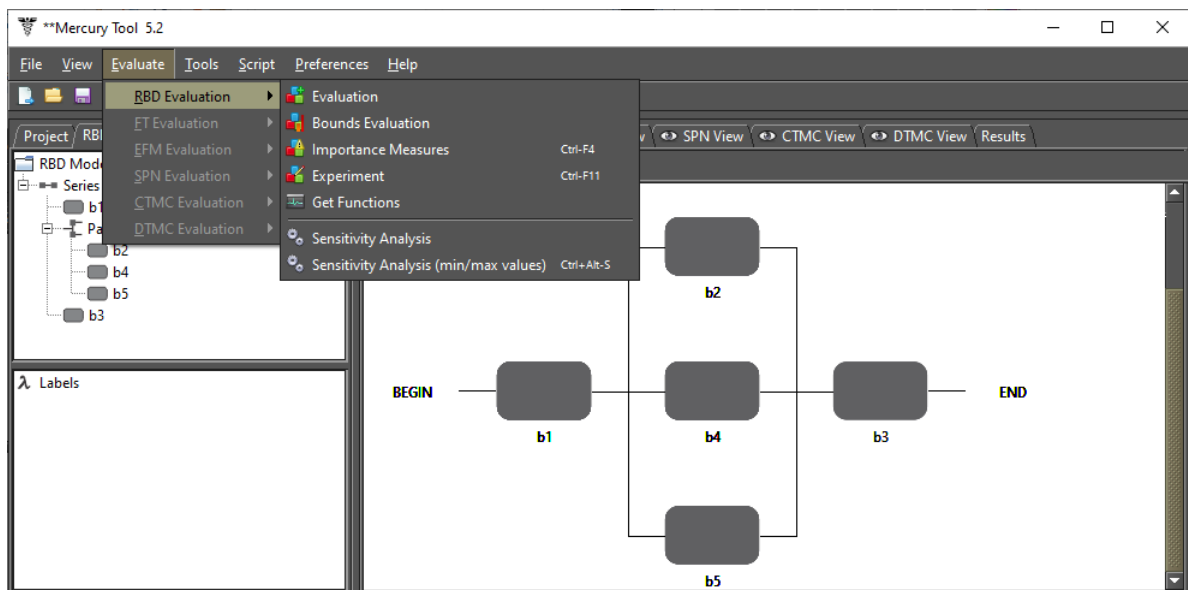 **Mercury Tool 5.2
File View Evaluate Tools Script Preferences Help
RBD Evaluation
FT Evaluation
EFM Evaluation
SPN Evaluation
CTMC Evaluation
DTMC Evaluation
Evaluation
Bounds Evaluation
Importance Measures Ctrl-F4
Experiment Ctrl-F11
Get Functions
Sensitivity Analysis
Sensitivity Analysis (min/max values) Ctrl+Alt-S
Project SPN View CTMC View DTMC View Results
RBD Mode
Series
b1
Pa
b2
b4
b5
b3
λ Labels
b2
BEGIN
END
b1
b4
b3
b5